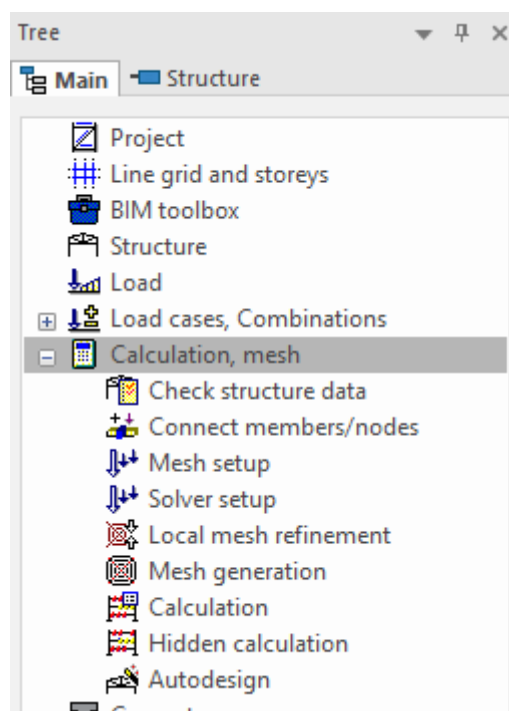 Tree
Main
Structure
Project
Line grid and storeys
BIM toolbox
Structure
Load
Load cases, Combinations
Calculation, mesh
Check structure data
Connect members/nodes
Mesh setup
Solver setup
Local mesh refinement
Mesh generation
Calculation
Hidden calculation
Autodesign